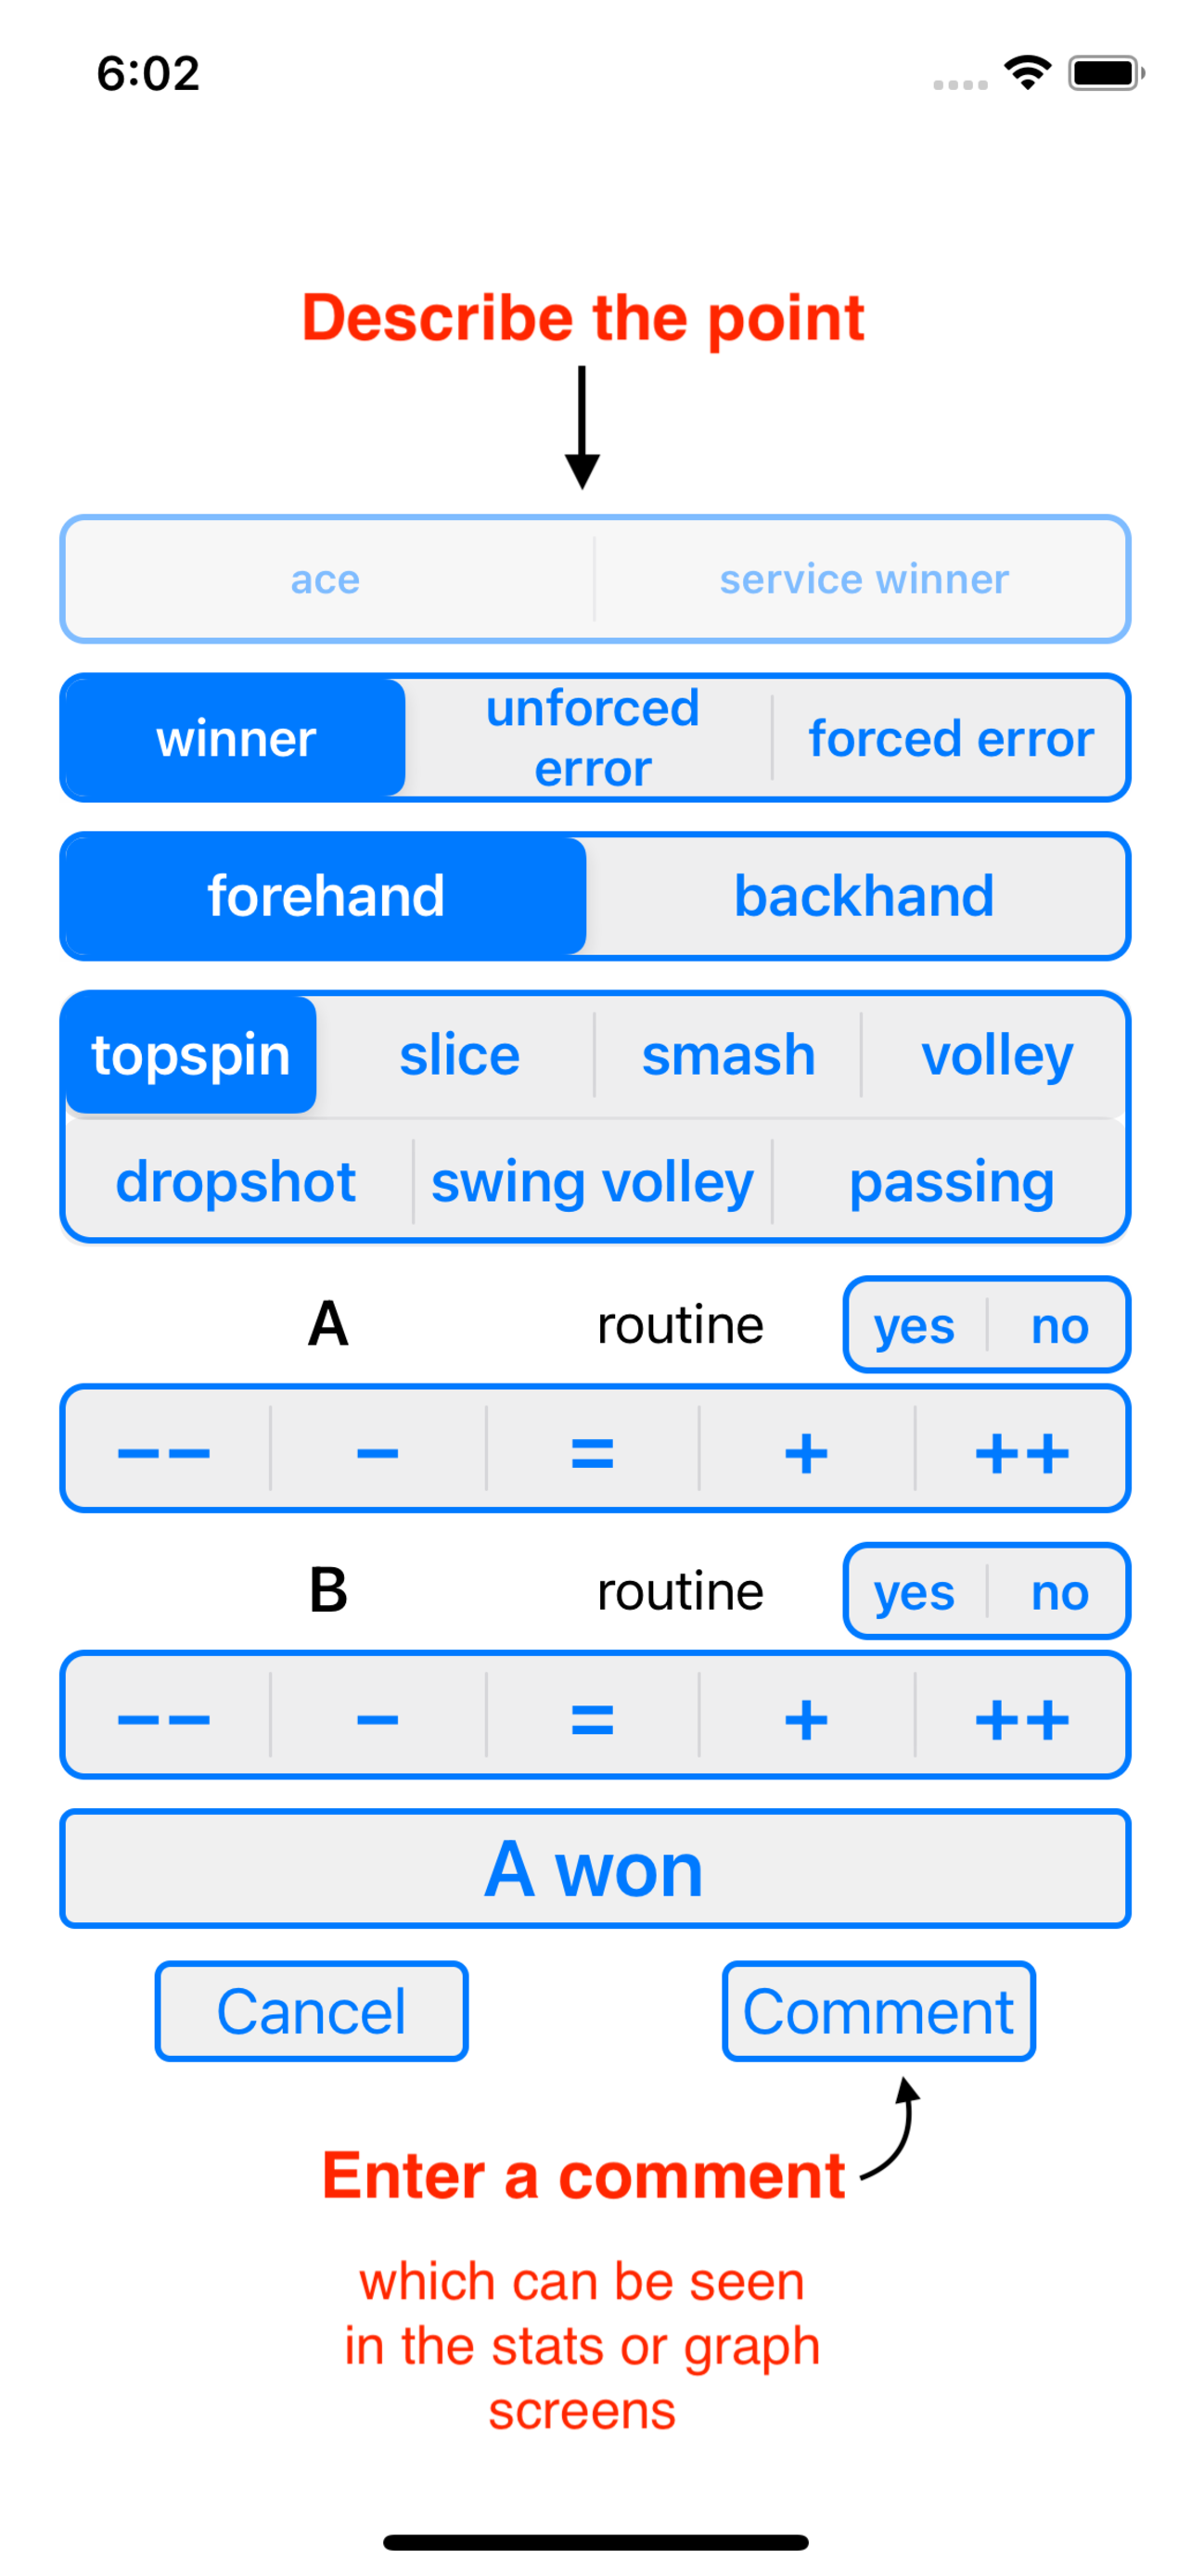 6:02
Describe the point
ace service winner
winner unforced error forced error
forehand backhand
topspin slice smash volley
dropshot swing volley passing
A routine yes no
−− − = + ++
B routine yes no
−− − = + ++
A won
Cancel Comment
Enter a comment
which can be seen
in the stats or graph
screens